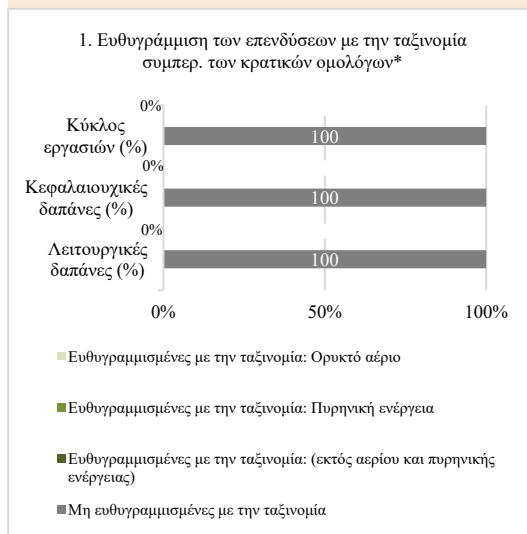 1. Ευθυγράμμιση των επενδύσεων με την ταξινομία
συμπερ. των κρατικών ομολόγων*
0%
Κύκλος
εργασιών (%)
100
0%
Κεφαλαιουχικές
δαπάνες (%)
100
0%
Λειτουργικές
δαπάνες (%)
100
0% 50% 100%
Ευθυγραμμισμένες με την ταξινομία: Ορυκτό αέριο
Ευθυγραμμισμένες με την ταξινομία: Πυρηνική ενέργεια
Ευθυγραμμισμένες με την ταξινομία: (εκτός αερίου και πυρηνικής
ενέργειας)
Μη ευθυγραμμισμένες με την ταξινομία